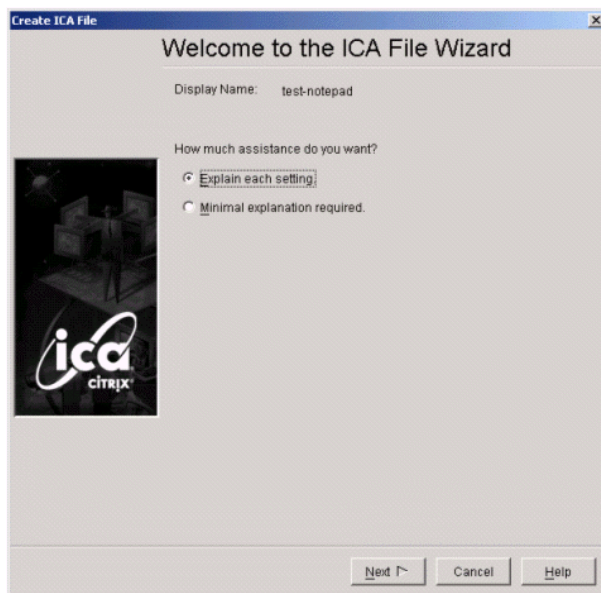 Create ICA File
Welcome to the ICA File Wizard
Display Name: test-notepad
How much assistance do you want?
Explain each setting.
Minimal explanation required.
ica
CITRIX
Next Cancel Help